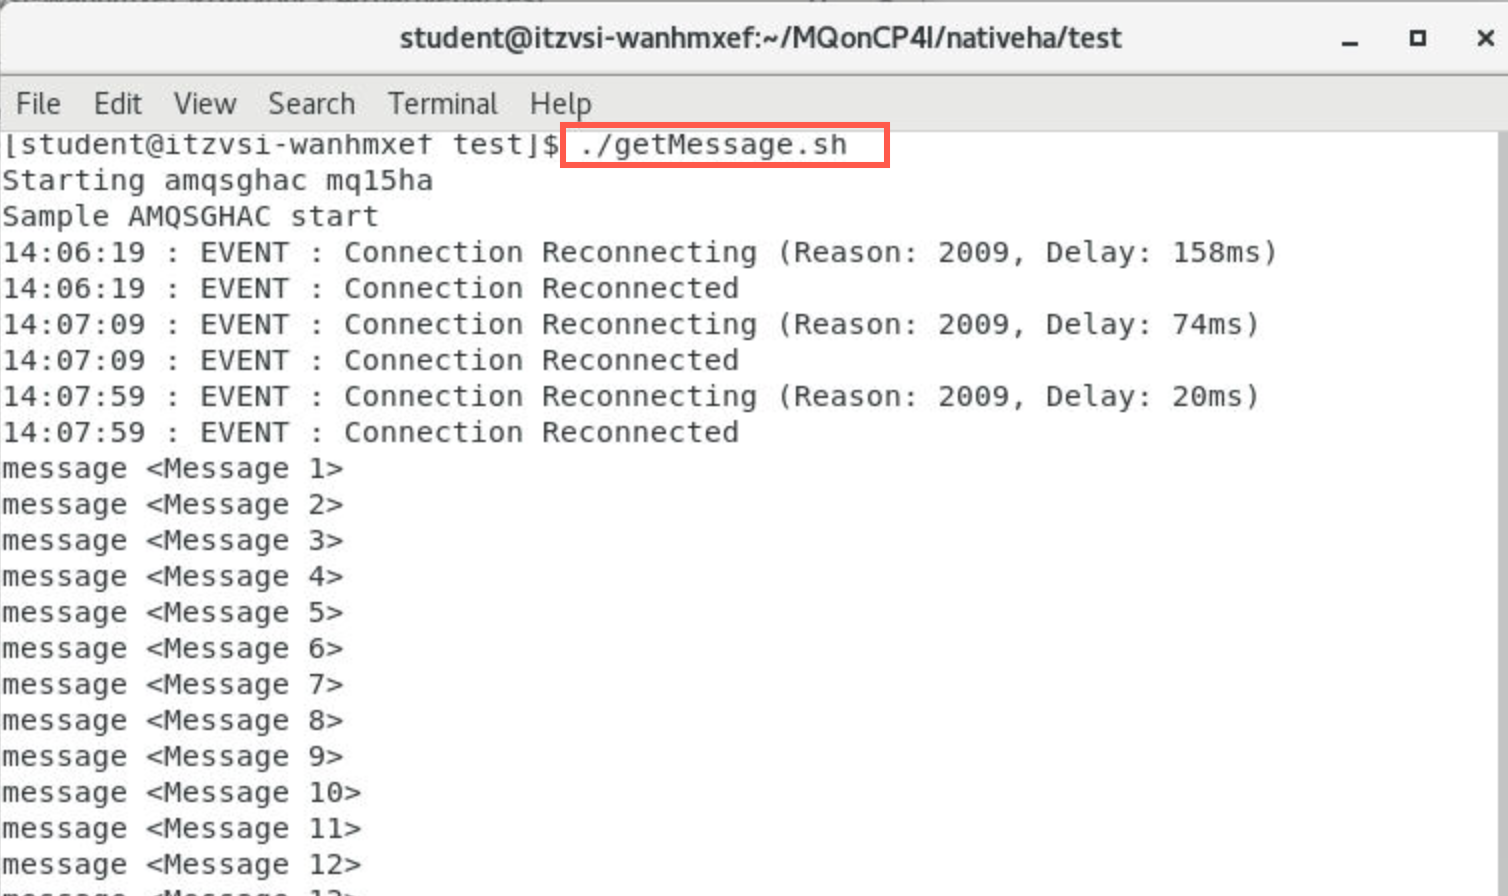 student@itzvsi-wanhmxef:~/MQonCP4I/nativeha/test
File Edit View Search Terminal Help
[student@itzvsi-wanhmxef test]$ ./getMessage.sh
Starting amqsghac mq15ha
Sample AMQSGHAC start
14:06:19 : EVENT : Connection Reconnecting (Reason: 2009, Delay: 158ms)
14:06:19 : EVENT : Connection Reconnected
14:07:09 : EVENT : Connection Reconnecting (Reason: 2009, Delay: 74ms)
14:07:09 : EVENT : Connection Reconnected
14:07:59 : EVENT : Connection Reconnecting (Reason: 2009, Delay: 20ms)
14:07:59 : EVENT : Connection Reconnected
message <Message 1>
message <Message 2>
message <Message 3>
message <Message 4>
message <Message 5>
message <Message 6>
message <Message 7>
message <Message 8>
message <Message 9>
message <Message 10>
message <Message 11>
message <Message 12>